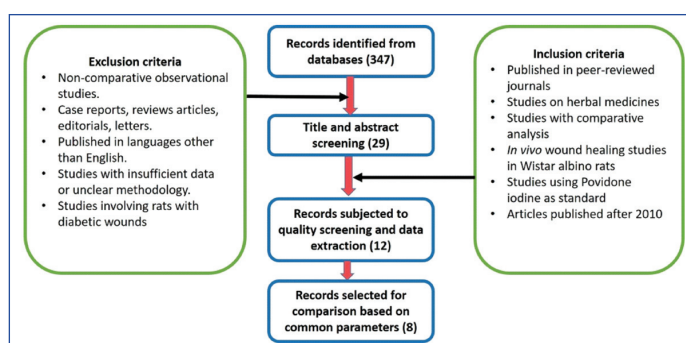 Exclusion criteria
• Non-comparative observational
studies.
• Case reports, reviews articles,
editorials, letters.
• Published in languages other
than English.
• Studies with insufficient data
or unclear methodology.
• Studies involving rats with
diabetic wounds
Records identified from
databases (347)
Title and abstract
screening (29)
Records subjected to
quality screening and data
extraction (12)
Records selected for
comparison based on
common parameters (8)
Inclusion criteria
• Published in peer-reviewed
journals
• Studies on herbal medicines
• Studies with comparative
analysis
• In vivo wound healing studies
in Wistar albino rats
• Studies using Povidone
iodine as standard
• Articles published after 2010